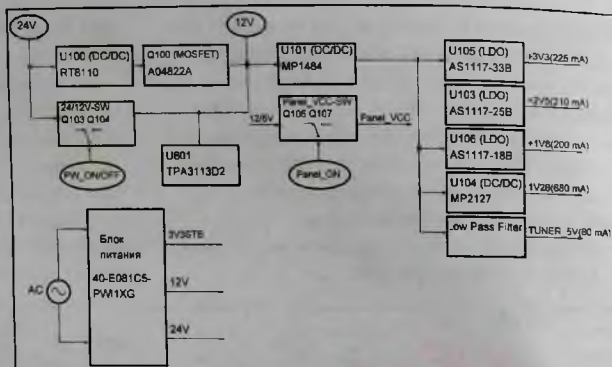 24V
12V
U100 (DC/DC)
RT8110
Q100 (MOSFET)
A04822A
U101 (DC/DC)
MP1484
U105 (LDO)
AS1117-33B
+3V3(225 mA)
24/12V-SW
Q103 Q104
Panel_VCC-SW
Q106 Q107
12/5V
Panel_VCC
U103 (LDO)
AS1117-25B
+2V5(210 mA)
PW_ON/OFF
U601
TPA3113D2
Panel_ON
U106 (LDO)
AS1117-18B
+1V8(200 mA)
U104 (DC/DC)
MP2127
1V28(680 mA)
Low Pass Filter
TUNER_5V(80 mA)
Блок
питания
40-E081C5-
PWI1XG
AC
3V3STB
12V
24V